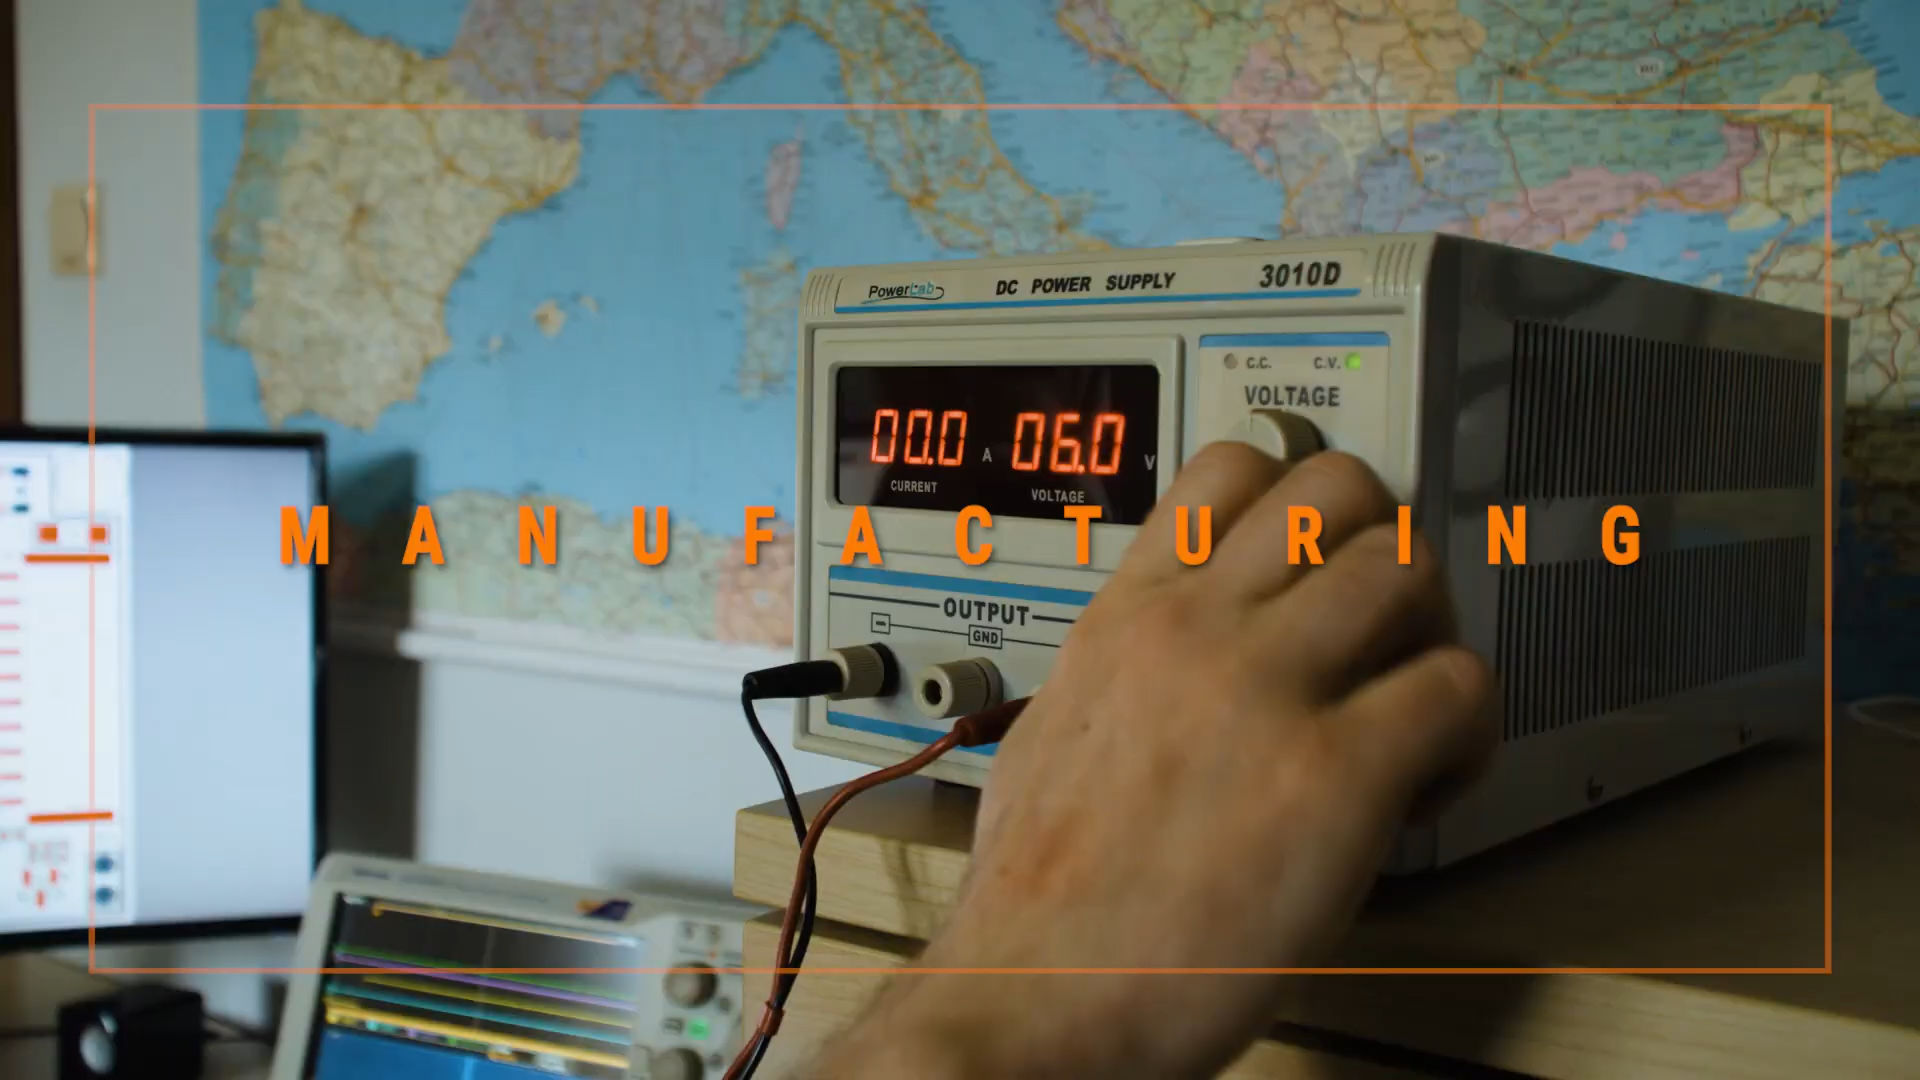 PowerLab DC POWER SUPPLY 3010D
C.C. C.V.
VOLTAGE
00.0 A 06.0 V
CURRENT VOLTAGE
MANUFACTURING
OUTPUT
- GND